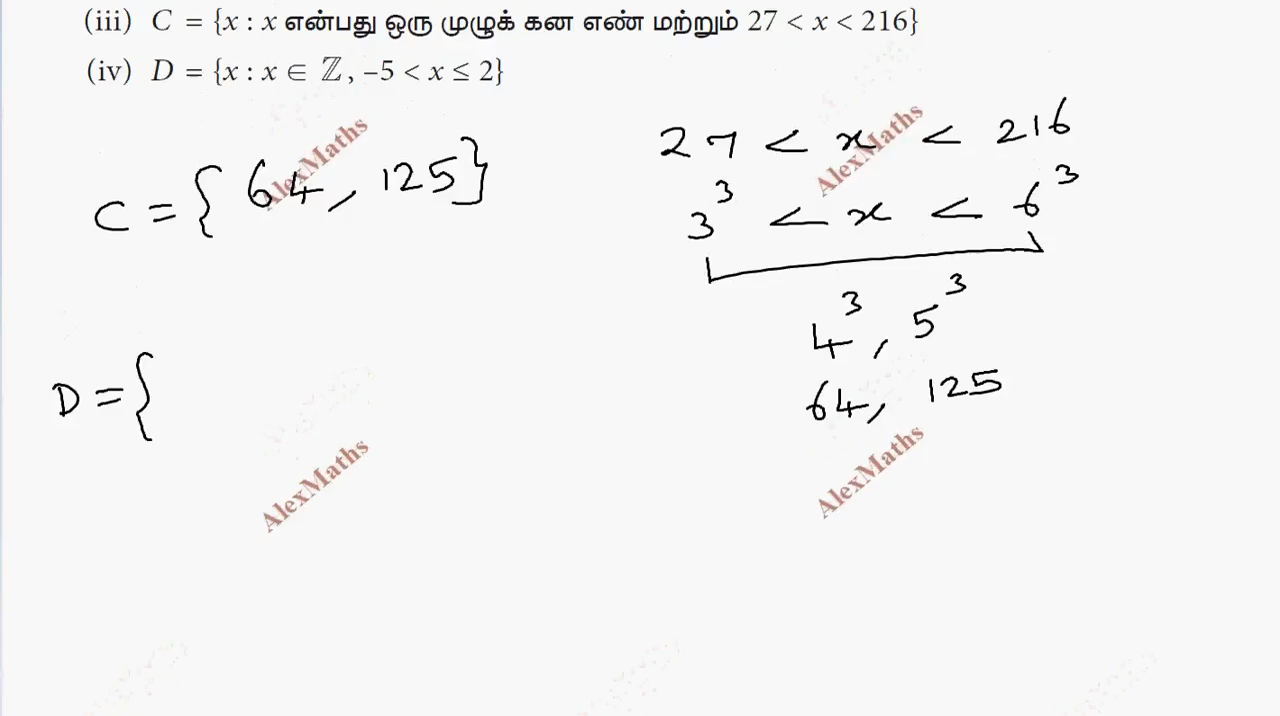 (iii) C = {x : x என்பது ஒரு முழுக் கன எண் மற்றும் 27 < x < 216}
(iv) D = {x : x ∈ ℤ, –5 < x ≤ 2}
27 < x < 216
C = { 64, 125}
3³ < x < 6³
4³, 5³
64, 125
D = {
AlexMaths
AlexMaths
AlexMaths
AlexMaths